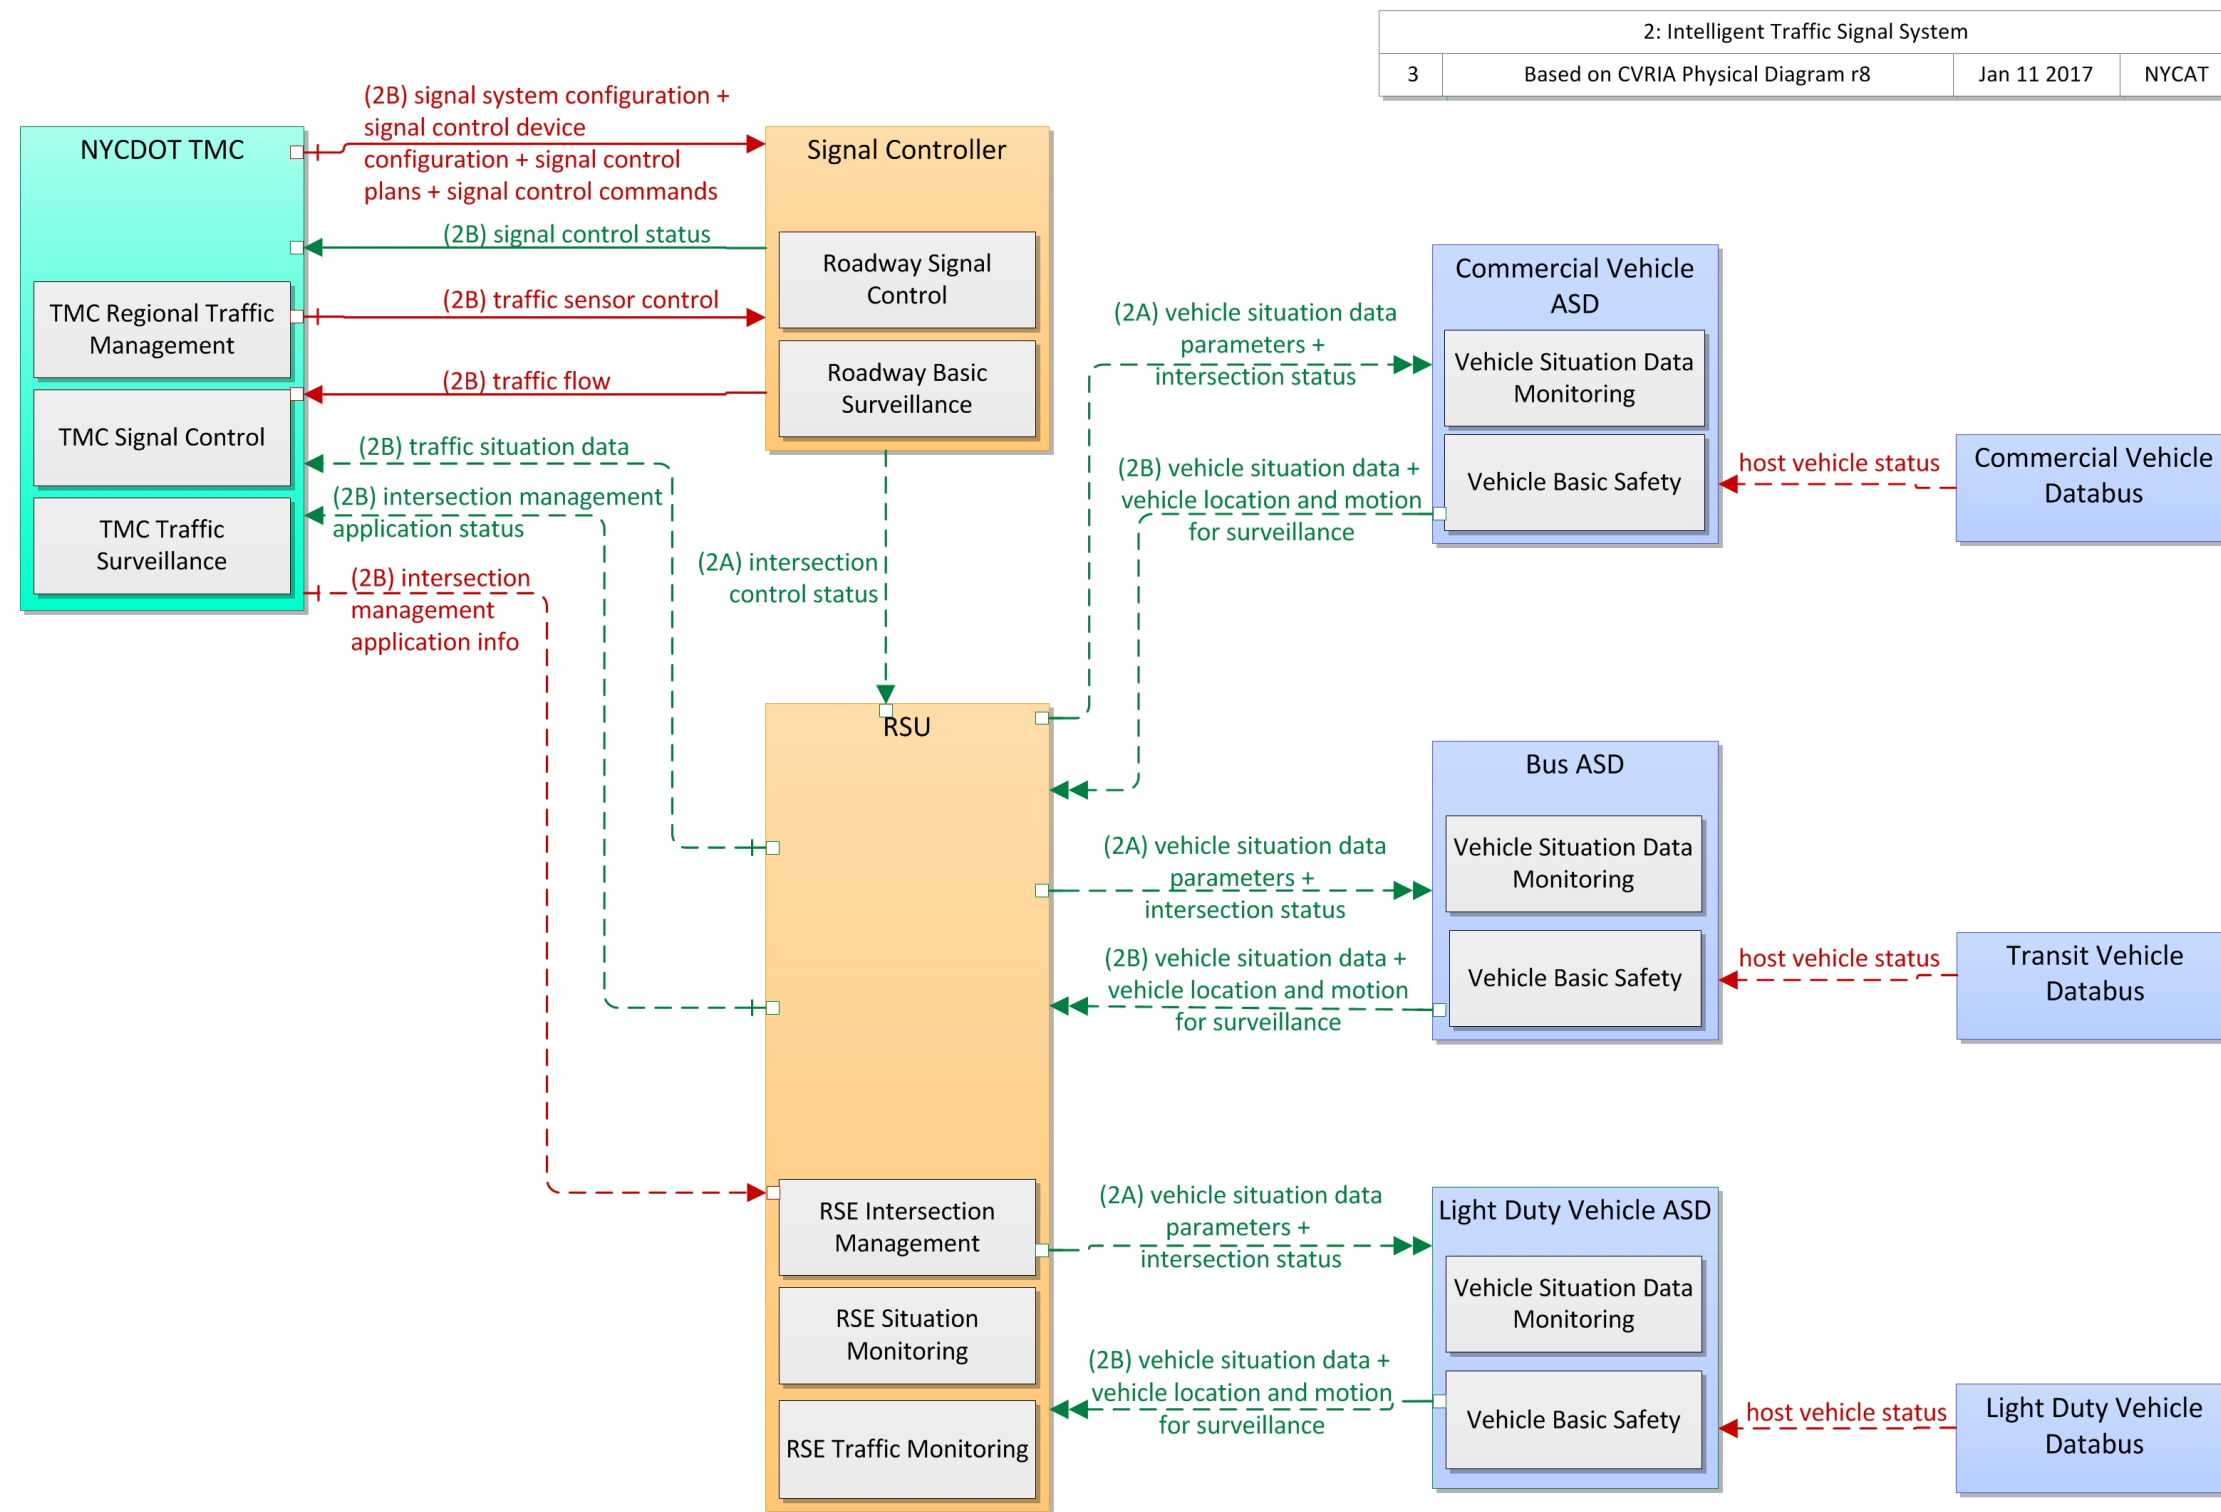 2: Intelligent Traffic Signal System
3
Based on CVRIA Physical Diagram r8
Jan 11 2017
NYCAT
NYCDOT TMC
TMC Regional Traffic
Management
TMC Signal Control
TMC Traffic
Surveillance
(2B) signal system configuration +
signal control device
configuration + signal control
plans + signal control commands
(2B) signal control status
(2B) traffic sensor control
(2B) traffic flow
(2B) traffic situation data
(2B) intersection management
application status
(2B) intersection
management
application info
Signal Controller
Roadway Signal
Control
Roadway Basic
Surveillance
(2A) intersection
control status
RSU
RSE Intersection
Management
RSE Situation
Monitoring
RSE Traffic Monitoring
(2A) vehicle situation data
parameters +
intersection status
(2B) vehicle situation data +
vehicle location and motion
for surveillance
Commercial Vehicle
ASD
Vehicle Situation Data
Monitoring
Vehicle Basic Safety
host vehicle status
Commercial Vehicle
Databus
(2A) vehicle situation data
parameters +
intersection status
(2B) vehicle situation data +
vehicle location and motion
for surveillance
Bus ASD
Vehicle Situation Data
Monitoring
Vehicle Basic Safety
host vehicle status
Transit Vehicle
Databus
(2A) vehicle situation data
parameters +
intersection status
(2B) vehicle situation data +
vehicle location and motion
for surveillance
Light Duty Vehicle ASD
Vehicle Situation Data
Monitoring
Vehicle Basic Safety
host vehicle status
Light Duty Vehicle
Databus